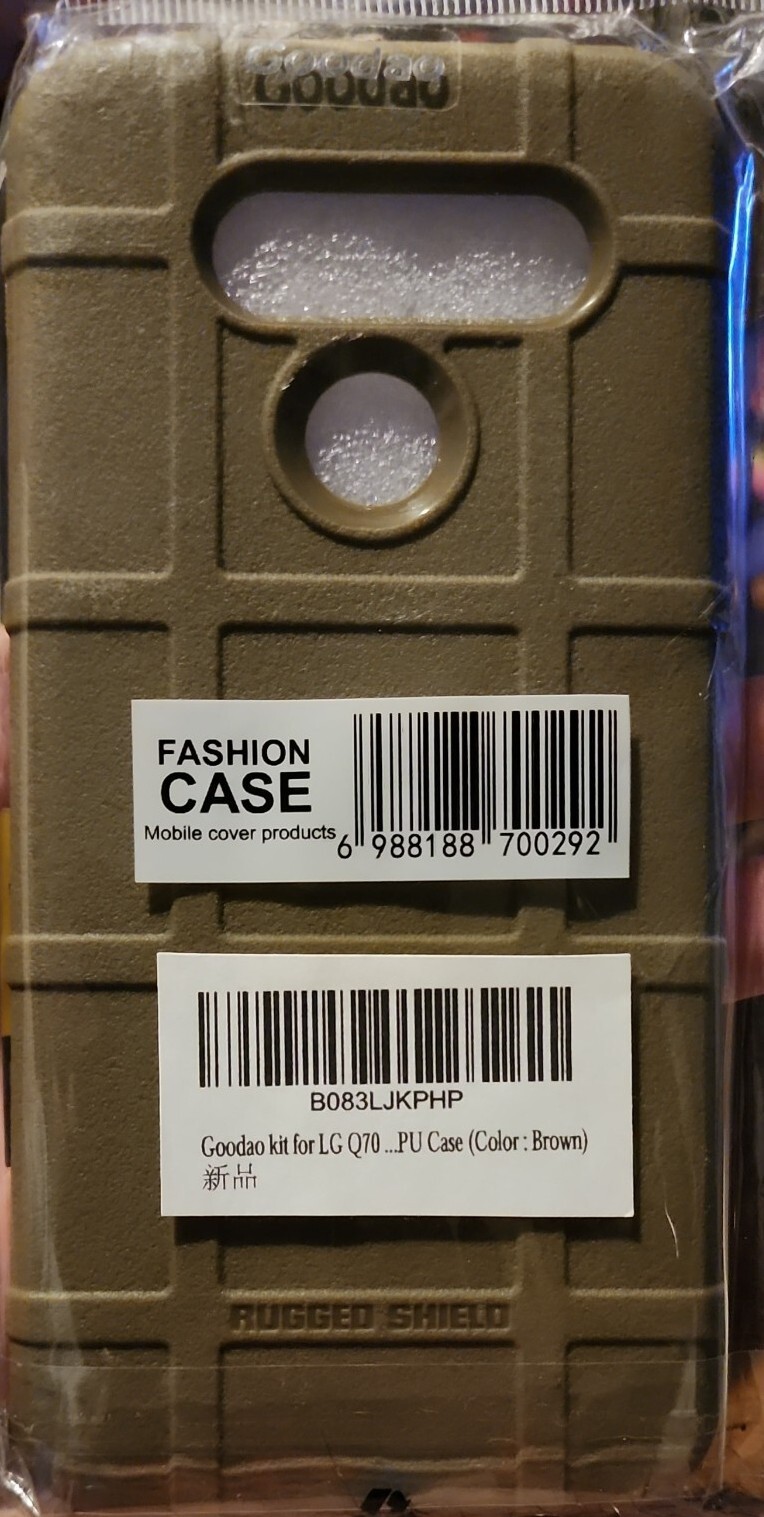 Goodao
FASHION
CASE
Mobile cover products
6 988188 700292
B083LJKPHP
Goodao kit for LG Q70 ...PU Case (Color : Brown)
新品
RUGGED SHIELD